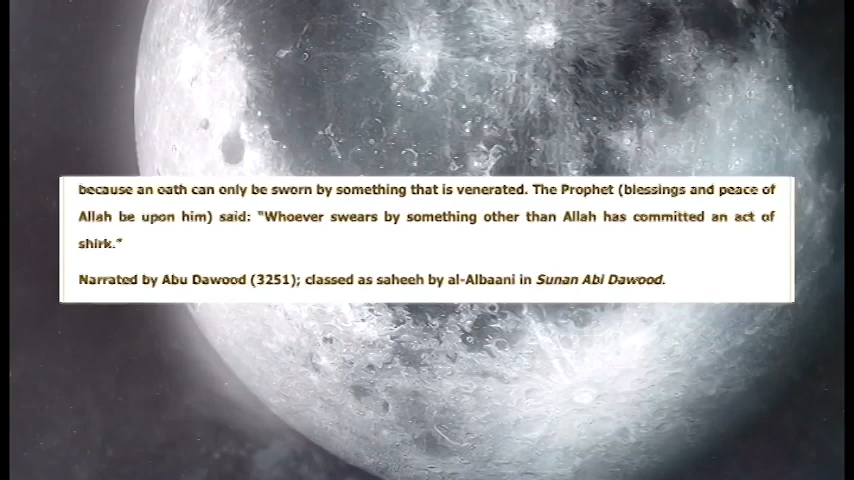 because an oath can only be sworn by something that is venerated. The Prophet (blessings and peace of
Allah be upon him) said: "Whoever swears by something other than Allah has committed an act of
shirk."
Narrated by Abu Dawood (3251); classed as saheeh by al-Albaani in Sunan Abi Dawood.